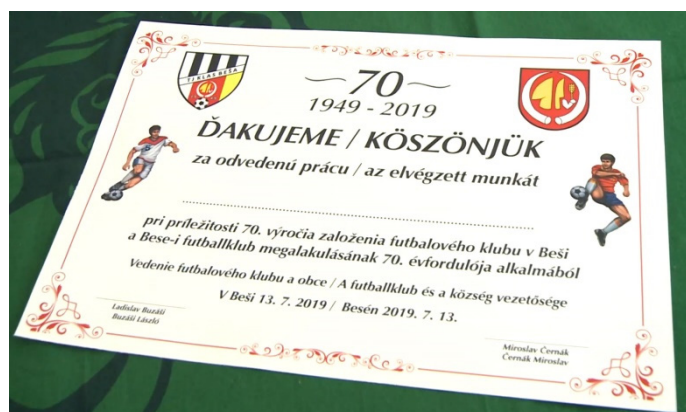 TJ KLAS BEŠA
70
1949 - 2019
ĎAKUJEME / KÖSZÖNJÜK
za odvedenú prácu / az elvégzett munkát
pri príležitosti 70. výročia založenia futbalového klubu v Beši
a Bese-i futballklub megalakulásának 70. évfordulója alkalmából
Vedenie futbalového klubu a obce / A futballklub és a község vezetősége
V Beši 13. 7. 2019 / Besén 2019. 7. 13.
Ladislav Buzáši
Buzáši László
Miroslav Černák
Černák Miroslav